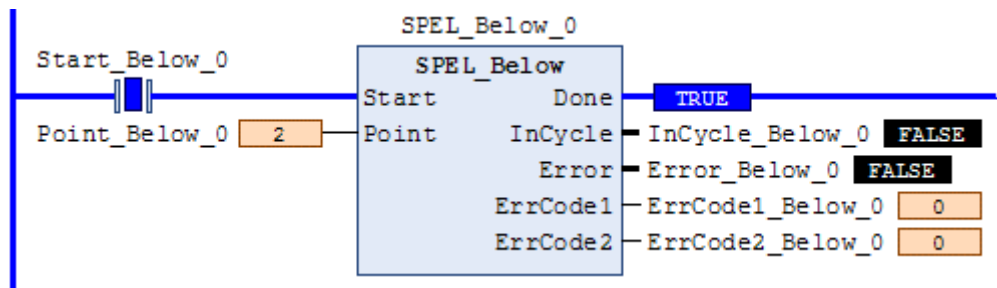 SPEL_Below_0
Start_Below_0
SPEL_Below
Start Done TRUE
Point_Below_0 2 Point InCycle InCycle_Below_0 FALSE
Error Error_Below_0 FALSE
ErrCode1 ErrCode1_Below_0 0
ErrCode2 ErrCode2_Below_0 0